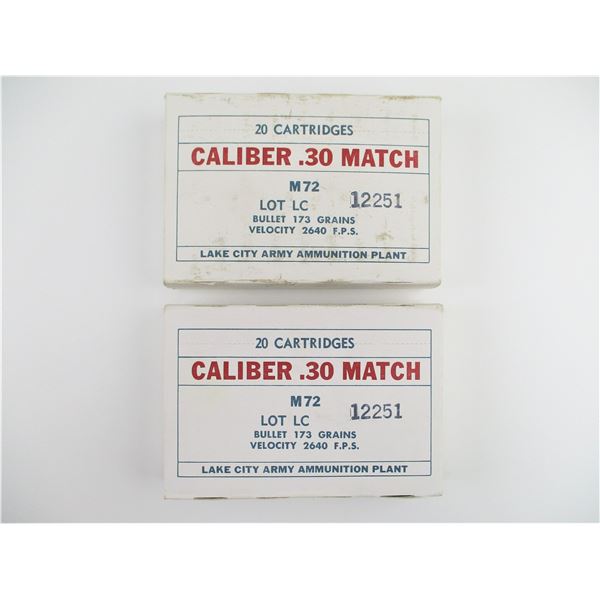 20 CARTRIDGES
CALIBER .30 MATCH
M72
LOT LC 12251
BULLET 173 GRAINS
VELOCITY 2640 F.P.S.
LAKE CITY ARMY AMMUNITION PLANT
20 CARTRIDGES
CALIBER .30 MATCH
M72
LOT LC 12251
BULLET 173 GRAINS
VELOCITY 2640 F.P.S.
LAKE CITY ARMY AMMUNITION PLANT